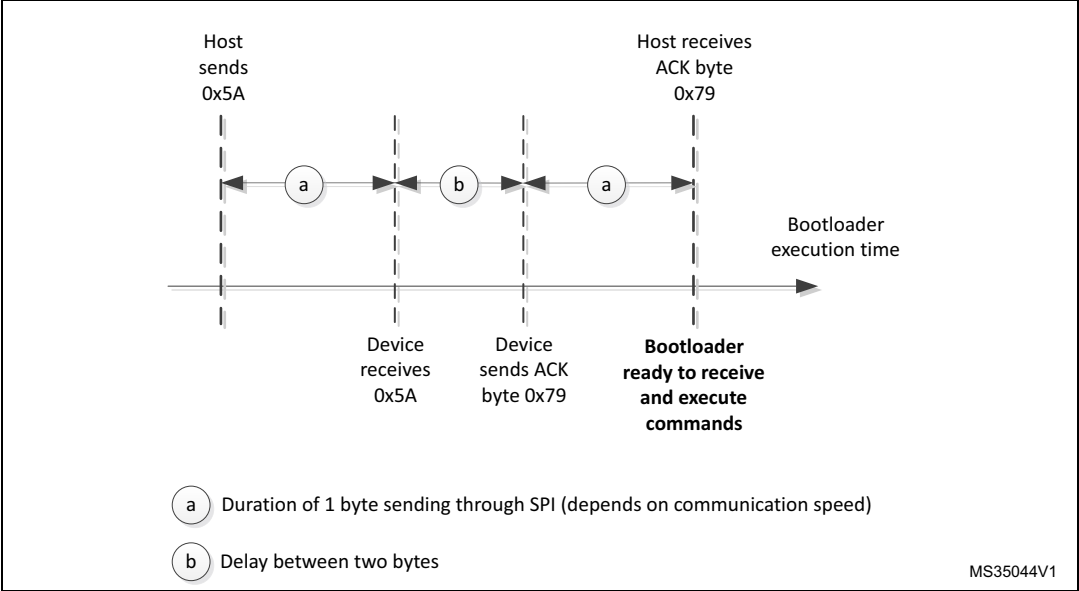 Host
sends
0x5A
Host receives
ACK byte
0x79
a
b
a
Bootloader
execution time
Device
receives
0x5A
Device
sends ACK
byte 0x79
Bootloader
ready to receive
and execute
commands
a Duration of 1 byte sending through SPI (depends on communication speed)
b Delay between two bytes
MS35044V1